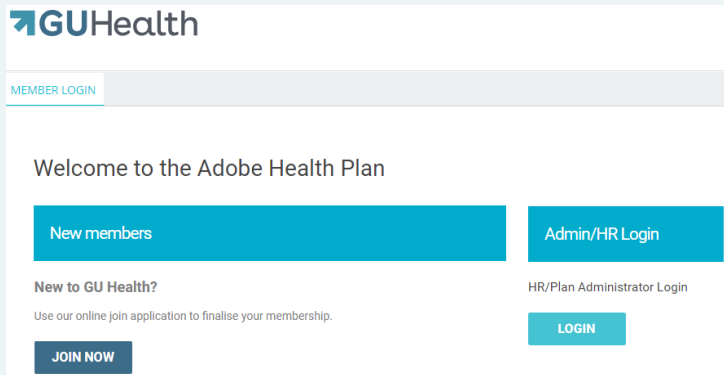 GUHealth
MEMBER LOGIN
Welcome to the Adobe Health Plan
New members
New to GU Health?
Use our online join application to finalise your membership.
JOIN NOW
Admin/HR Login
HR/Plan Administrator Login
LOGIN